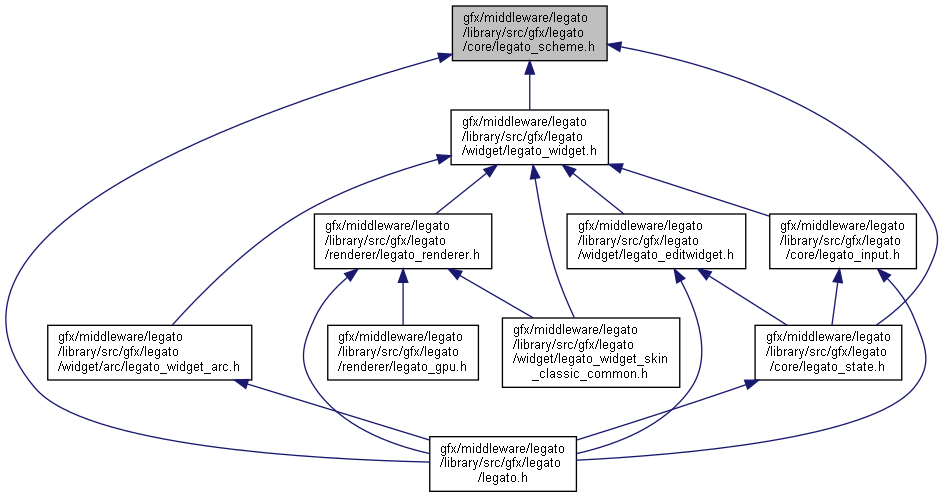 gfx/middleware/legato
/library/src/gfx/legato
/core/legato_scheme.h
gfx/middleware/legato
/library/src/gfx/legato
/widget/legato_widget.h
gfx/middleware/legato
/library/src/gfx/legato
/renderer/legato_renderer.h
gfx/middleware/legato
/library/src/gfx/legato
/widget/legato_editwidget.h
gfx/middleware/legato
/library/src/gfx/legato
/core/legato_input.h
gfx/middleware/legato
/library/src/gfx/legato
/widget/arc/legato_widget_arc.h
gfx/middleware/legato
/library/src/gfx/legato
/renderer/legato_gpu.h
gfx/middleware/legato
/library/src/gfx/legato
/widget/legato_widget_skin
_classic_common.h
gfx/middleware/legato
/library/src/gfx/legato
/core/legato_state.h
gfx/middleware/legato
/library/src/gfx/legato
/legato.h